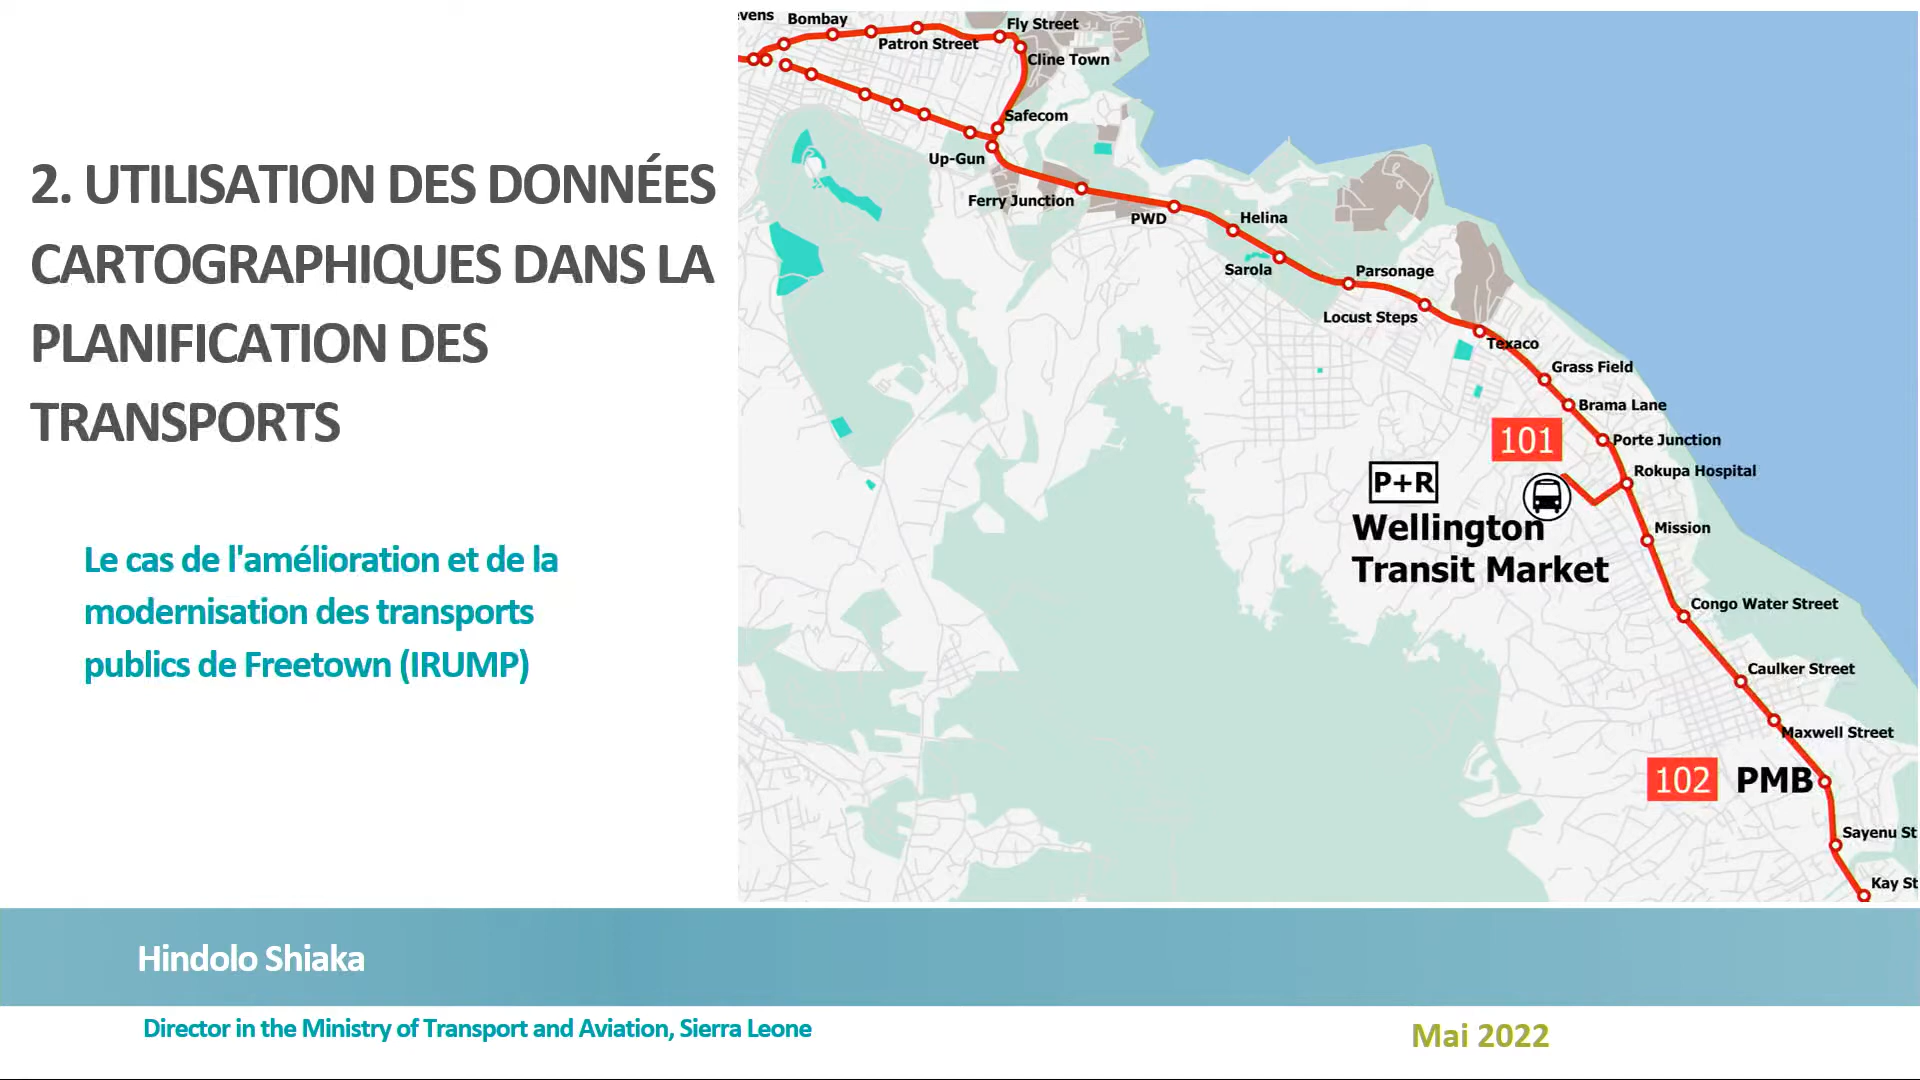 2. UTILISATION DES DONNÉES
CARTOGRAPHIQUES DANS LA
PLANIFICATION DES
TRANSPORTS
Le cas de l'amélioration et de la
modernisation des transports
publics de Freetown (IRUMP)
Bombay
Fly Street
Patron Street
Cline Town
Safecom
Up-Gun
Ferry Junction
PWD
Helina
Sarola
Parsonage
Locust Steps
Texaco
Grass Field
Brama Lane
101
Porte Junction
P+R
Rokupa Hospital
Wellington
Transit Market
Mission
Congo Water Street
Caulker Street
Maxwell Street
102 PMB
Sayenu St
Kay St
Hindolo Shiaka
Director in the Ministry of Transport and Aviation, Sierra Leone
Mai 2022